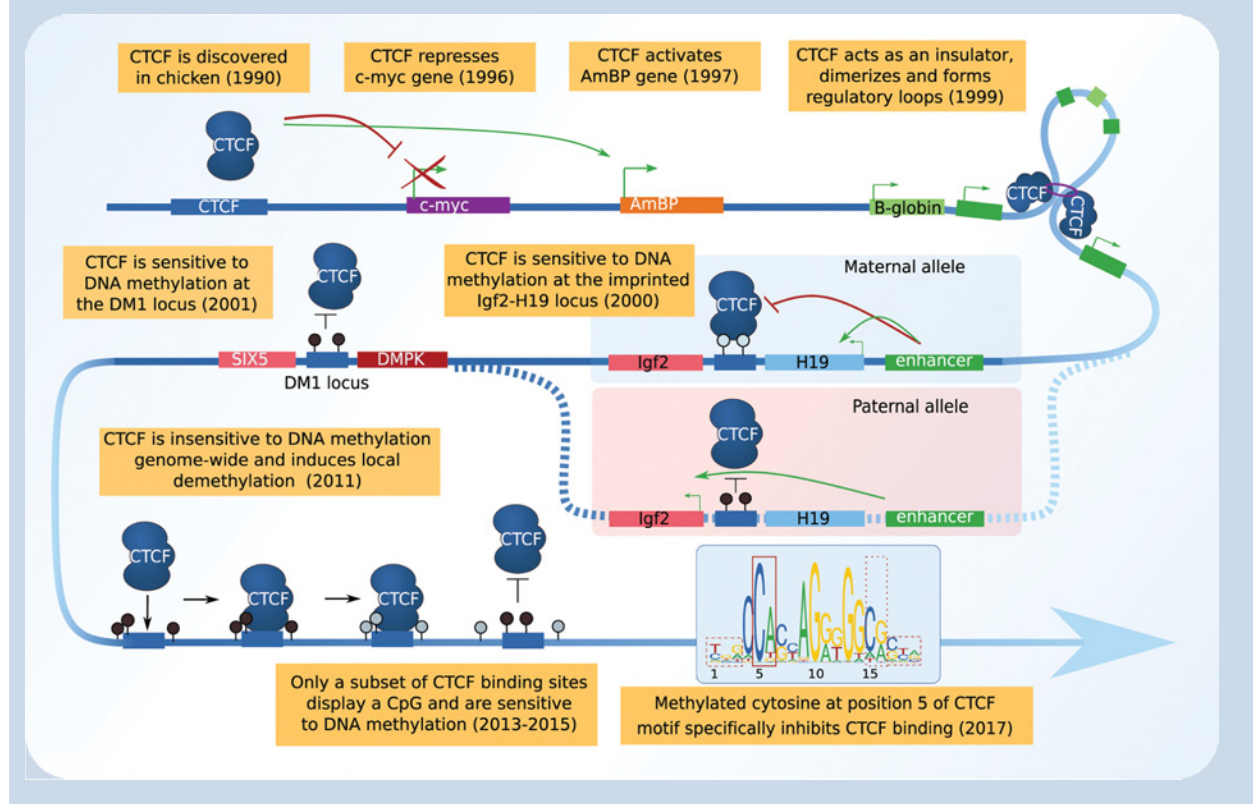 CTCF is discovered
in chicken (1990)
CTCF represses
c-myc gene (1996)
CTCF activates
AmBP gene (1997)
CTCF acts as an insulator,
dimerizes and forms
regulatory loops (1999)
CTCF
CTCF
c-myc
AmBP
B-globin
CTCF
CTCF
CTCF is sensitive to
DNA methylation at
the DM1 locus (2001)
CTCF
SIX5
DMPK
DM1 locus
CTCF is sensitive to DNA
methylation at the imprinted
Igf2-H19 locus (2000)
Maternal allele
CTCF
Igf2
H19
enhancer
Paternal allele
CTCF
Igf2
H19
enhancer
CTCF is insensitive to DNA methylation
genome-wide and induces local
demethylation (2011)
CTCF
CTCF
CTCF
CTCF
1 5 10 15
Only a subset of CTCF binding sites
display a CpG and are sensitive
to DNA methylation (2013-2015)
Methylated cytosine at position 5 of CTCF
motif specifically inhibits CTCF binding (2017)